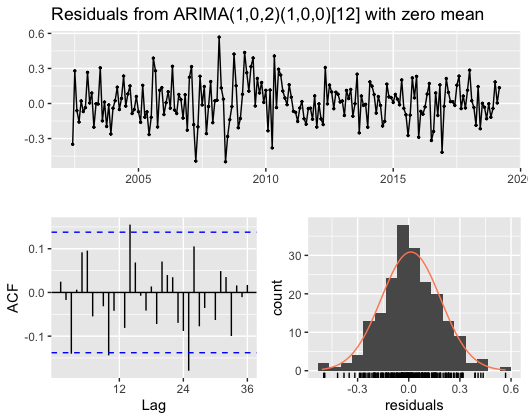 Residuals from ARIMA(1,0,2)(1,0,0)[12] with zero mean
0.6
0.3
0.0
-0.3
2005 2010 2015 2020
ACF
0.1
0.0
-0.1
12 24 36
Lag
count
30
20
10
0
-0.3 0.0 0.3 0.6
residuals